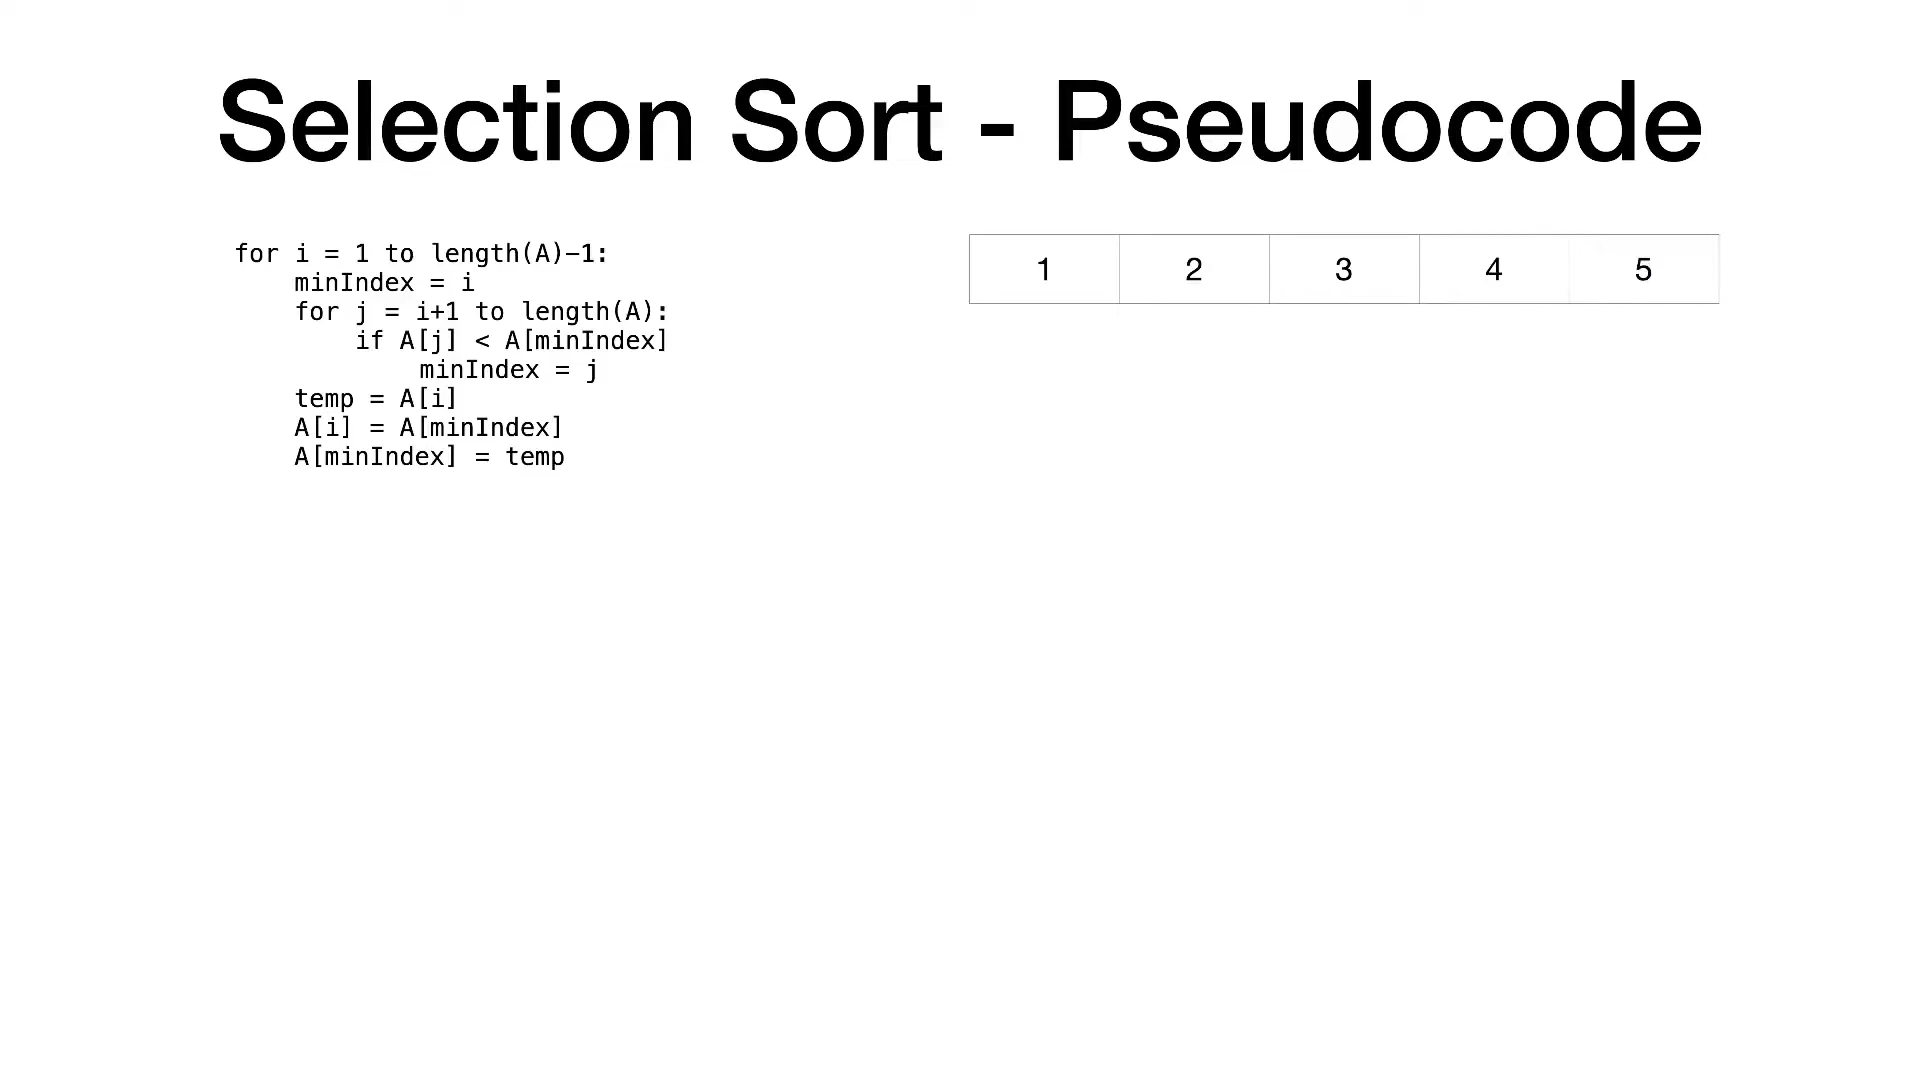 Selection Sort - Pseudocode
for i = 1 to length(A)-1:
    minIndex = i
    for j = i+1 to length(A):
        if A[j] < A[minIndex]
            minIndex = j
    temp = A[i]
    A[i] = A[minIndex]
    A[minIndex] = temp
1 2 3 4 5